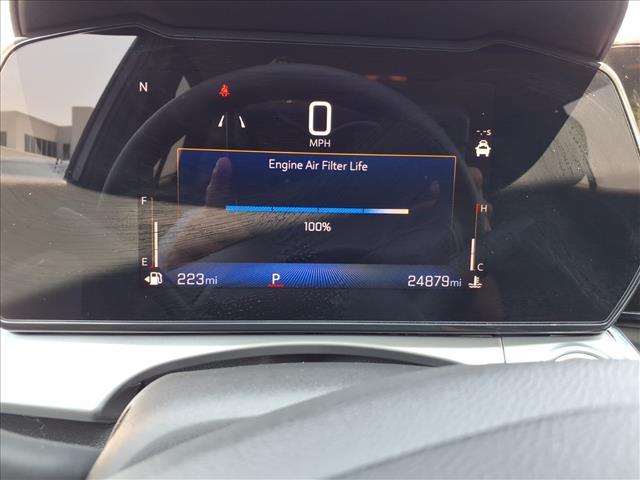 N
0
MPH
-.-s
Engine Air Filter Life
100%
F
E
H
C
223mi
P
24879mi